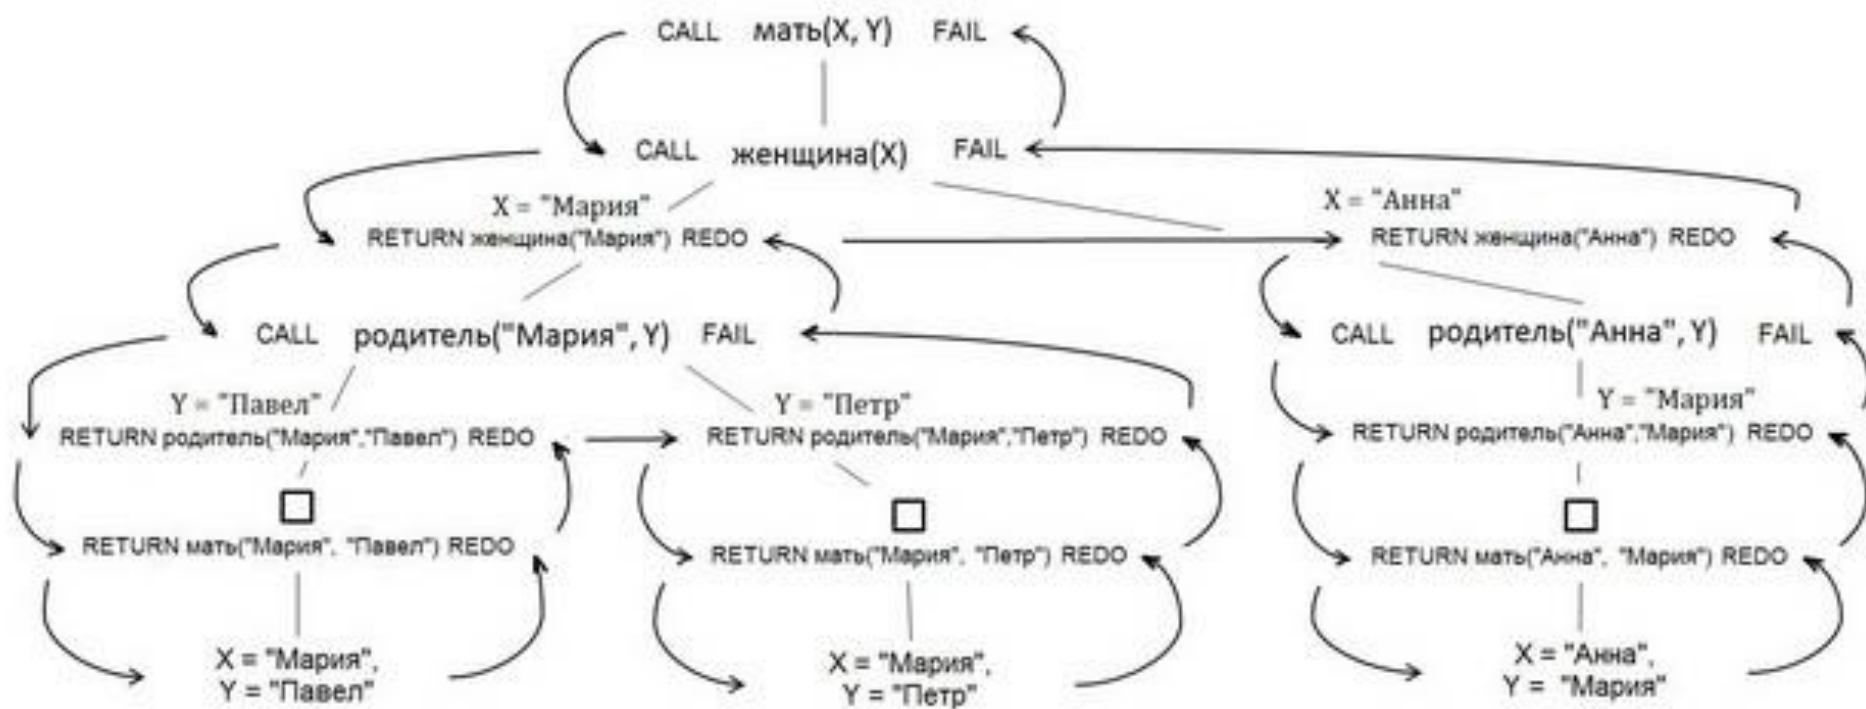 CALL мать(X, Y) FAIL
CALL женщина(X) FAIL
X = "Мария"
X = "Анна"
RETURN женщина("Мария") REDO
RETURN женщина("Анна") REDO
CALL родитель("Мария", Y) FAIL
CALL родитель("Анна", Y) FAIL
Y = "Павел"
Y = "Петр"
Y = "Мария"
RETURN родитель("Мария","Павел") REDO
RETURN родитель("Мария","Петр") REDO
RETURN родитель("Анна","Мария") REDO
RETURN мать("Мария", "Павел") REDO
RETURN мать("Мария", "Петр") REDO
RETURN мать("Анна", "Мария") REDO
X = "Мария",
Y = "Павел"
X = "Мария",
Y = "Петр"
X = "Анна",
Y = "Мария"